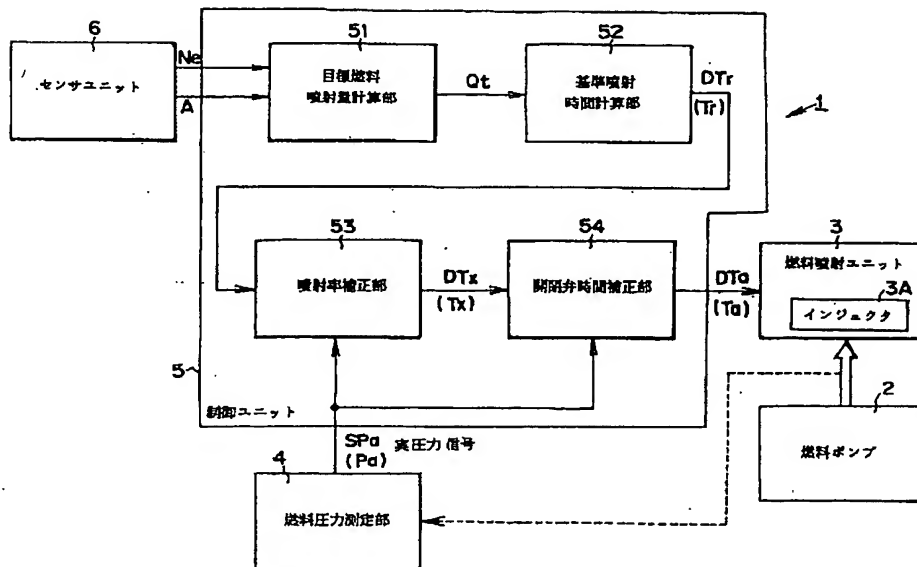 6
センサユニット
Ne
A
51
目標燃料
噴射量計算部
Qt
52
基準噴射
時間計算部
DTr
(Tr)
1
53
噴射率補正部
DTx
(Tx)
54
開閉弁時間補正部
DTa
(Ta)
3
燃料噴射ユニット
3A
インジェクタ
5
制御ユニット
SPa 実圧力信号
(Pa)
4
燃料圧力測定部
2
燃料ポンプ